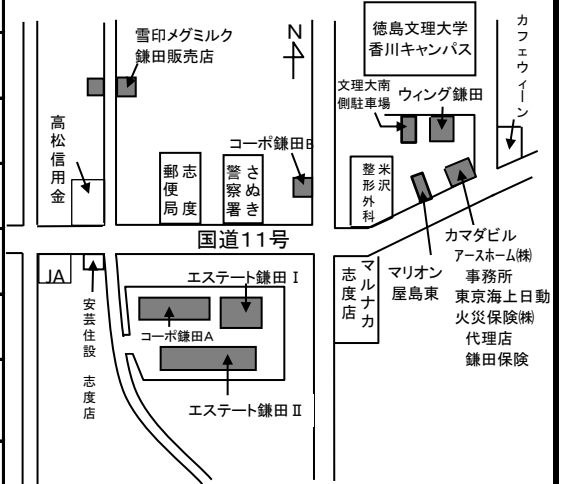 雪印メグミルク
鎌田販売店
N
徳島文理大学
香川キャンパス
カフェウィーン
文理大南
側駐車場
ウィング鎌田
高松信用金
コーポ鎌田B
志度
郵便局
さぬき
警察署
米沢
整形外科
国道11号
カマダビル
アースホーム㈱
事務所
東京海上日動
火災保険㈱
代理店
鎌田保険
マリオン
屋島東
マルナカ
志度店
JA
安芸住設 志度店
エステート鎌田Ⅰ
コーポ鎌田A
エステート鎌田Ⅱ